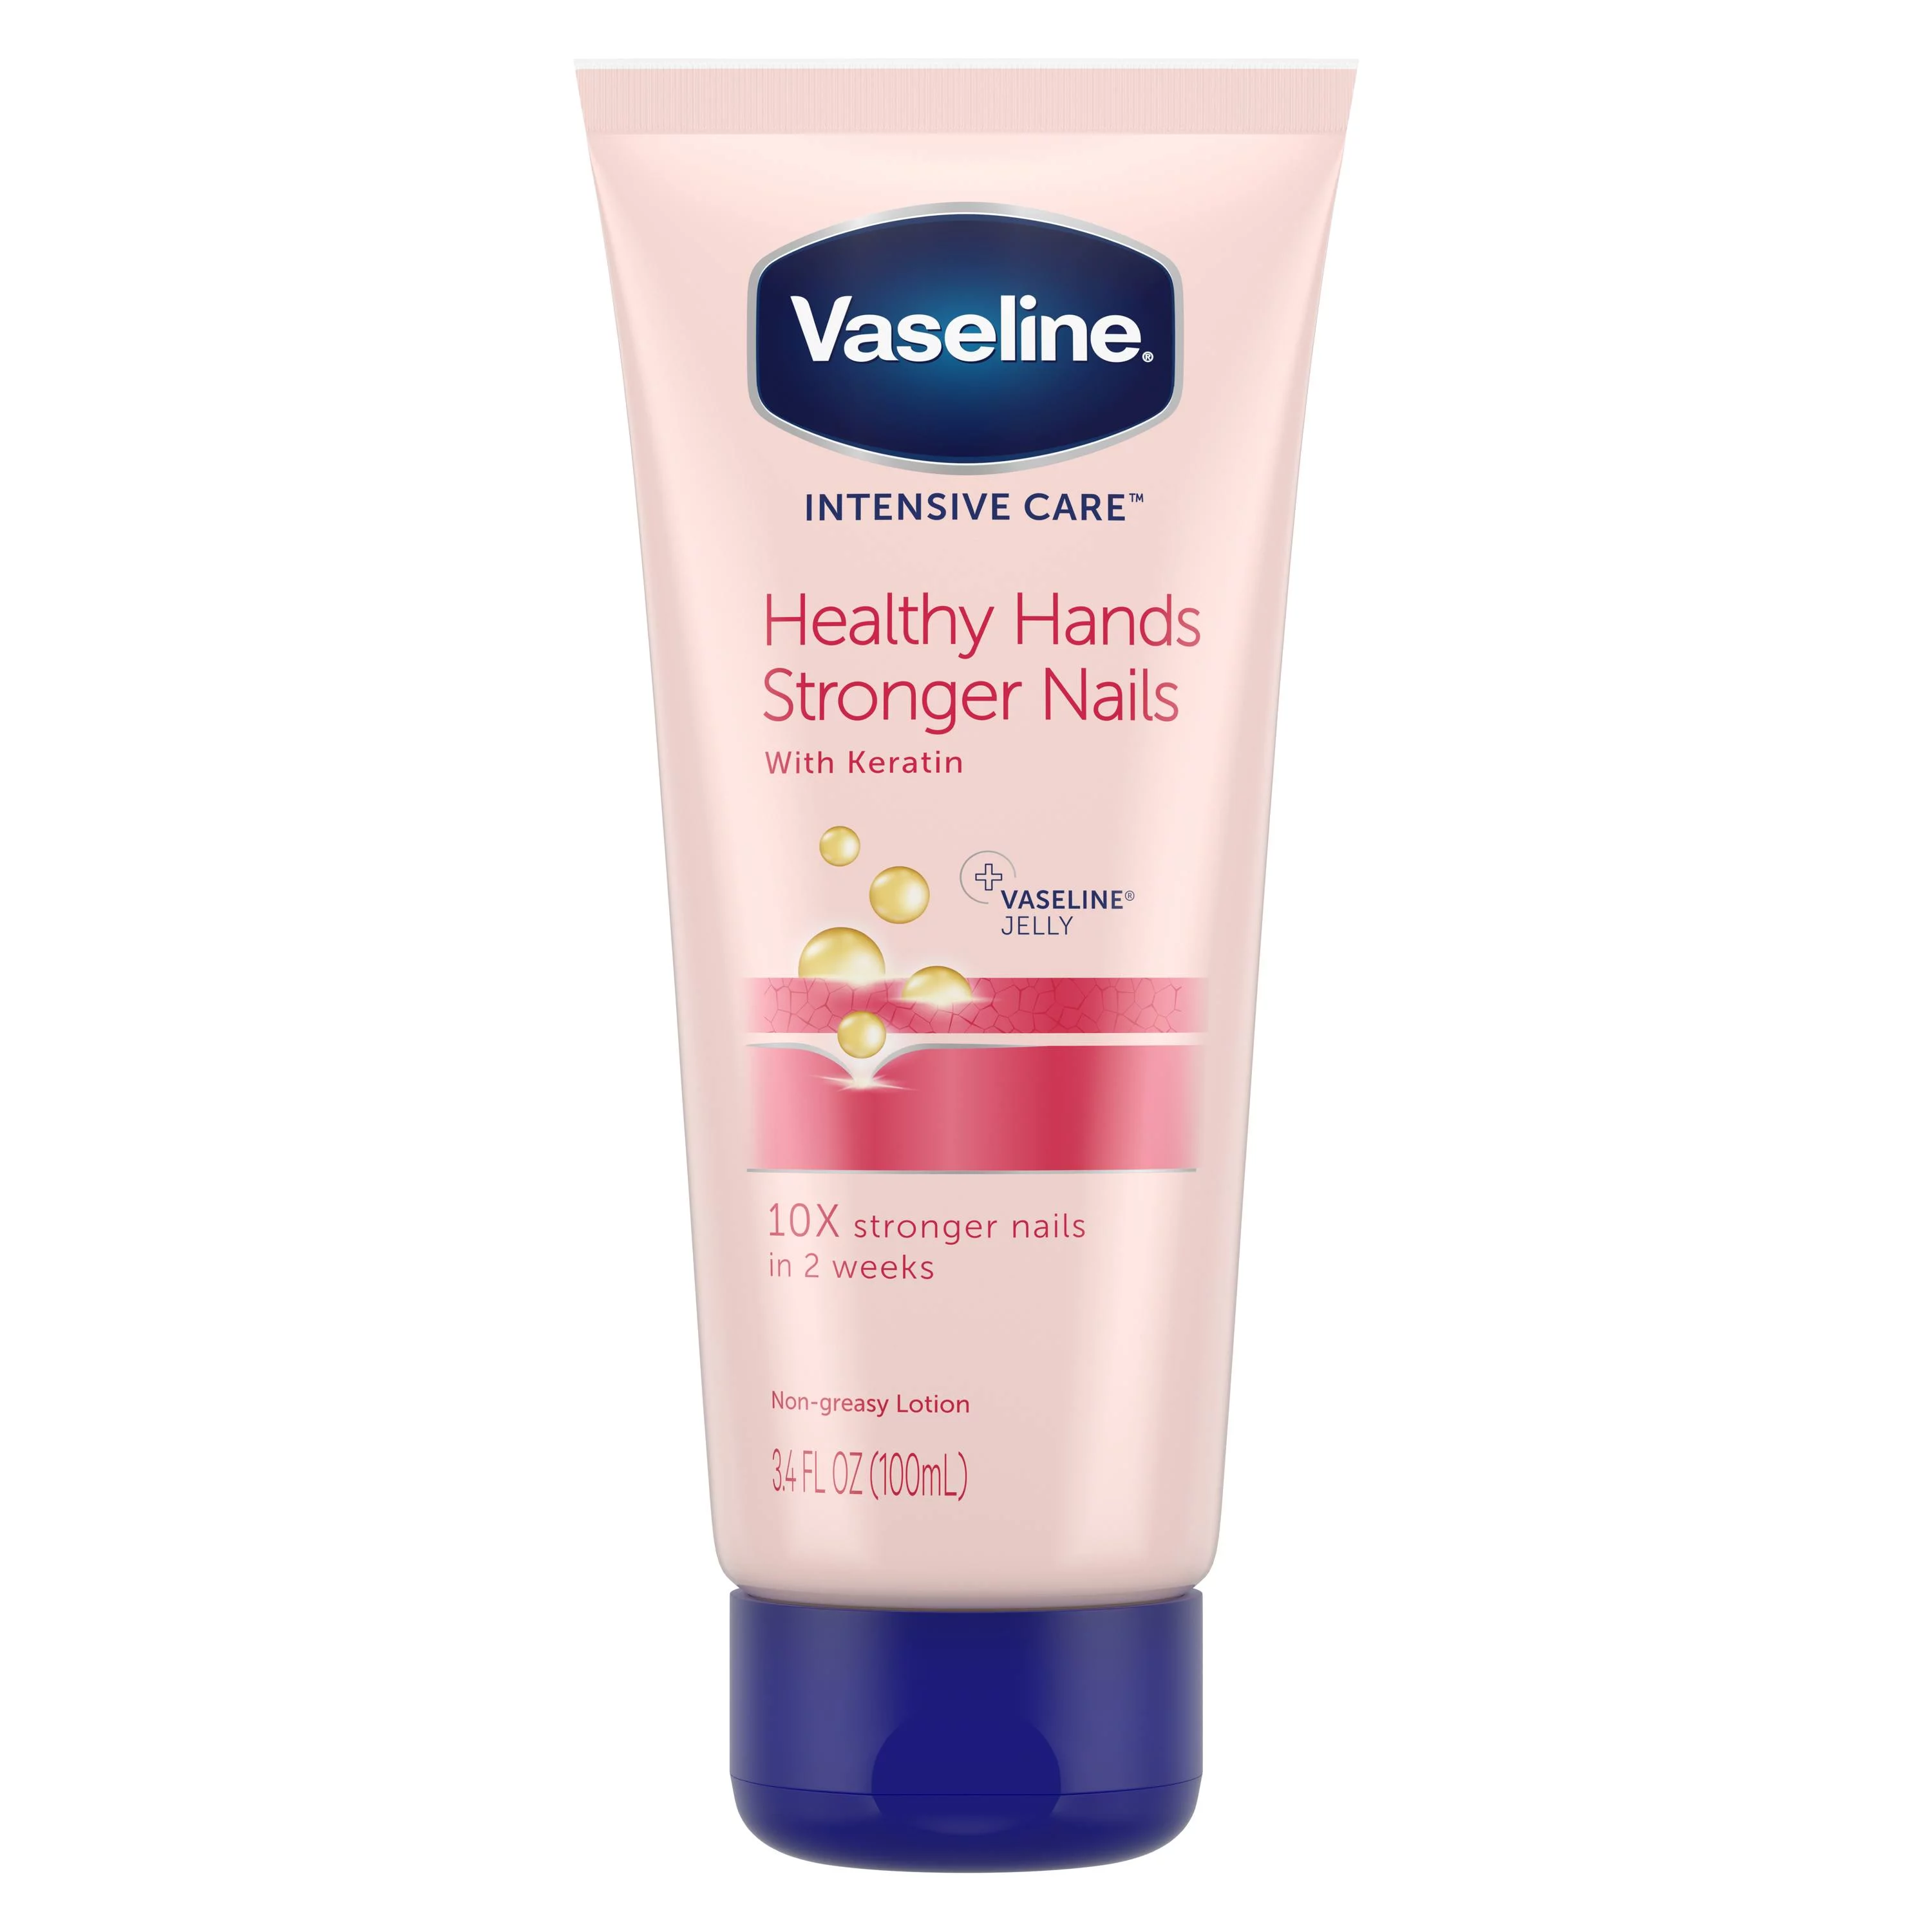 Vaseline®
INTENSIVE CARE™
Healthy Hands
Stronger Nails
With Keratin
VASELINE®
JELLY
10X stronger nails
in 2 weeks
Non-greasy Lotion
3.4 FL OZ (100mL)